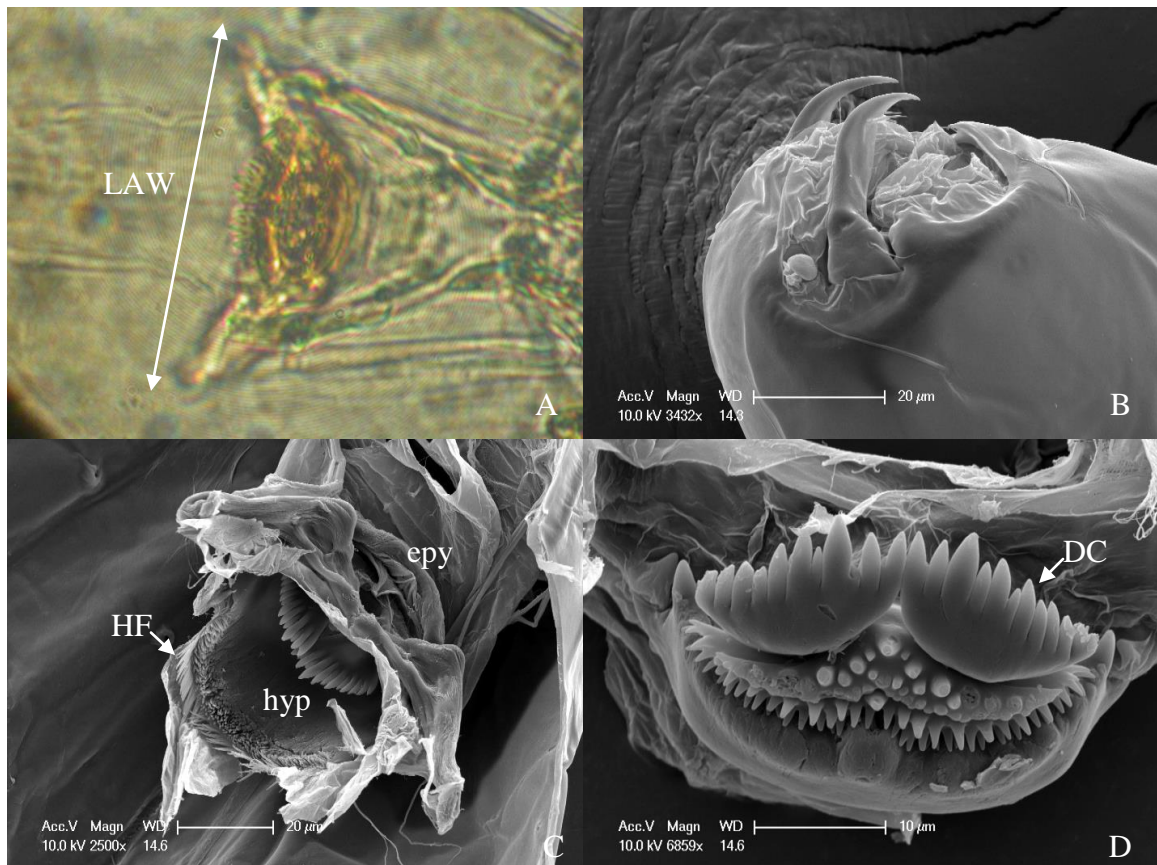 LAW
A
Acc.V Magn WD 20 µm
10.0 kV 3432x 14.3
B
epy
HF
hyp
Acc.V Magn WD 20 µm
10.0 kV 2500x 14.6
C
DC
Acc.V Magn WD 10 µm
10.0 kV 6859x 14.6
D